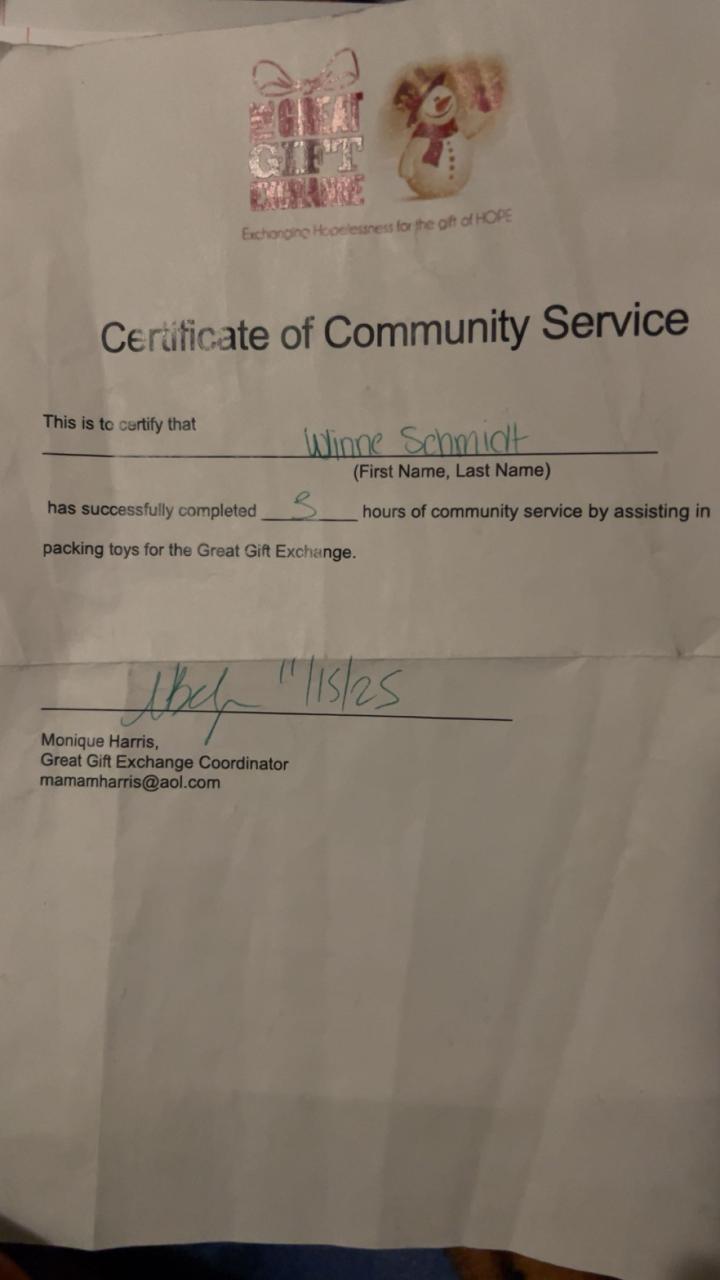 THE GREAT
GIFT
EXCHANGE
Exchanging Hopelessness for the gift of HOPE
Certificate of Community Service
This is to certify that
Winne Schmidt
(First Name, Last Name)
has successfully completed hours of community service by assisting in
packing toys for the Great Gift Exchange.
11/15/25
Monique Harris,
Great Gift Exchange Coordinator
mamamharris@aol.com